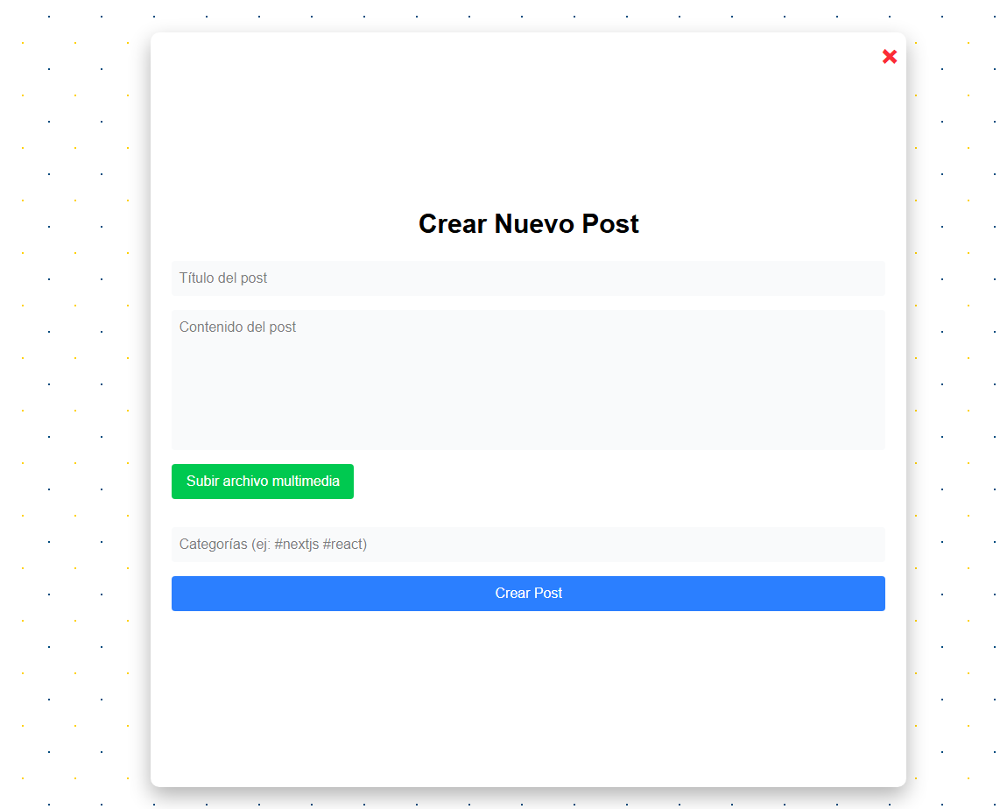 Crear Nuevo Post
Título del post
Contenido del post
Subir archivo multimedia
Categorías (ej: #nextjs #react)
Crear Post